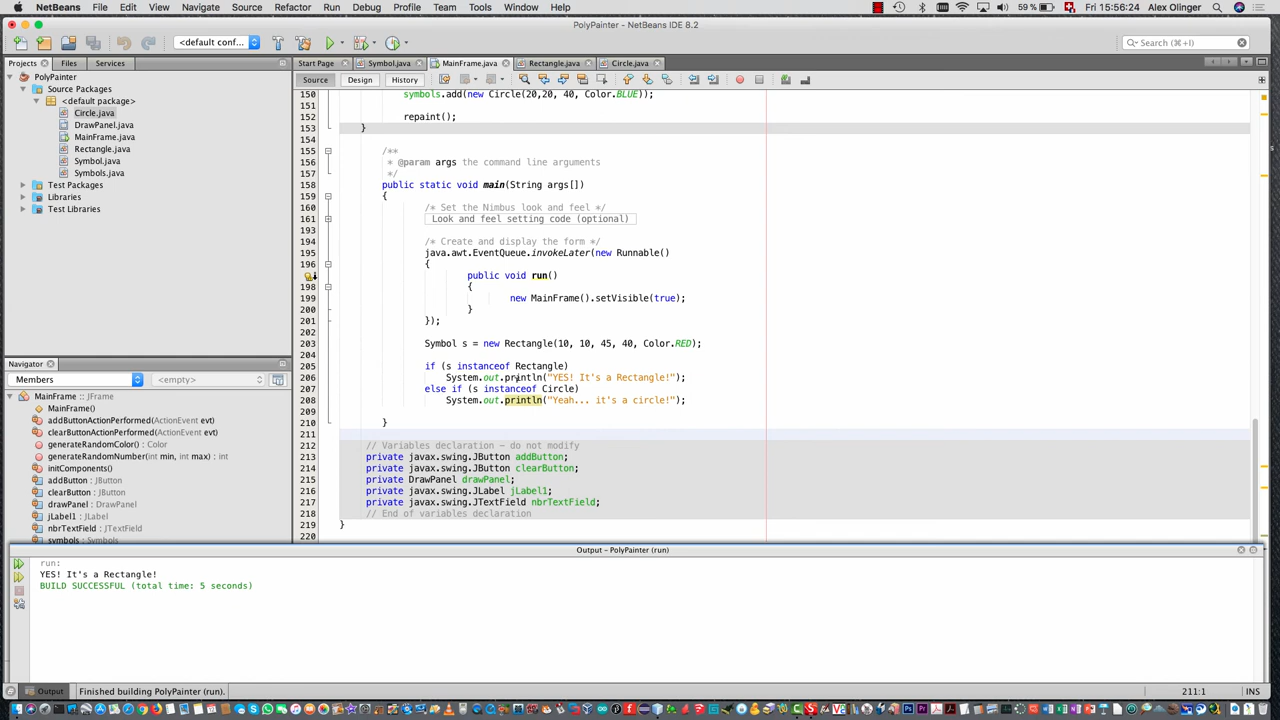 NetBeans File Edit View Navigate Source Refactor Run Debug Profile Team Tools Window Help 59 % Fri 15:56:24 Alex Olinger
PolyPainter - NetBeans IDE 8.2
<default conf... Search (⌘+I)
Projects Files Services
Start Page Symbol.java MainFrame.java Rectangle.java Circle.java
Source Design History
PolyPainter
Source Packages
<default package>
Circle.java
DrawPanel.java
MainFrame.java
Rectangle.java
Symbol.java
Symbols.java
Test Packages
Libraries
Test Libraries
Navigator
Members <empty>
MainFrame :: JFrame
MainFrame()
addButtonActionPerformed(ActionEvent evt)
clearButtonActionPerformed(ActionEvent evt)
generateRandomColor() : Color
generateRandomNumber(int min, int max) : int
initComponents()
addButton : JButton
clearButton : JButton
drawPanel : DrawPanel
jLabel1 : JLabel
nbrTextField : JTextField
symbols : Symbols
150 symbols.add(new Circle(20,20, 40, Color.BLUE));
151
152 repaint();
153 }
154
155 /**
156 * @param args the command line arguments
157 */
158 public static void main(String args[])
159 {
160 /* Set the Nimbus look and feel */
161 Look and feel setting code (optional)
193
194 /* Create and display the form */
195 java.awt.EventQueue.invokeLater(new Runnable()
196 {
public void run()
198 {
199 new MainFrame().setVisible(true);
200 }
201 });
202
203 Symbol s = new Rectangle(10, 10, 45, 40, Color.RED);
204
205 if (s instanceof Rectangle)
206 System.out.println("YES! It's a Rectangle!");
207 else if (s instanceof Circle)
208 System.out.println("Yeah... it's a circle!");
209
210 }
211
212 // Variables declaration - do not modify
213 private javax.swing.JButton addButton;
214 private javax.swing.JButton clearButton;
215 private DrawPanel drawPanel;
216 private javax.swing.JLabel jLabel1;
217 private javax.swing.JTextField nbrTextField;
218 // End of variables declaration
219 }
220
Output - PolyPainter (run)
run:
YES! It's a Rectangle!
BUILD SUCCESSFUL (total time: 5 seconds)
Output Finished building PolyPainter (run). 211:1 INS